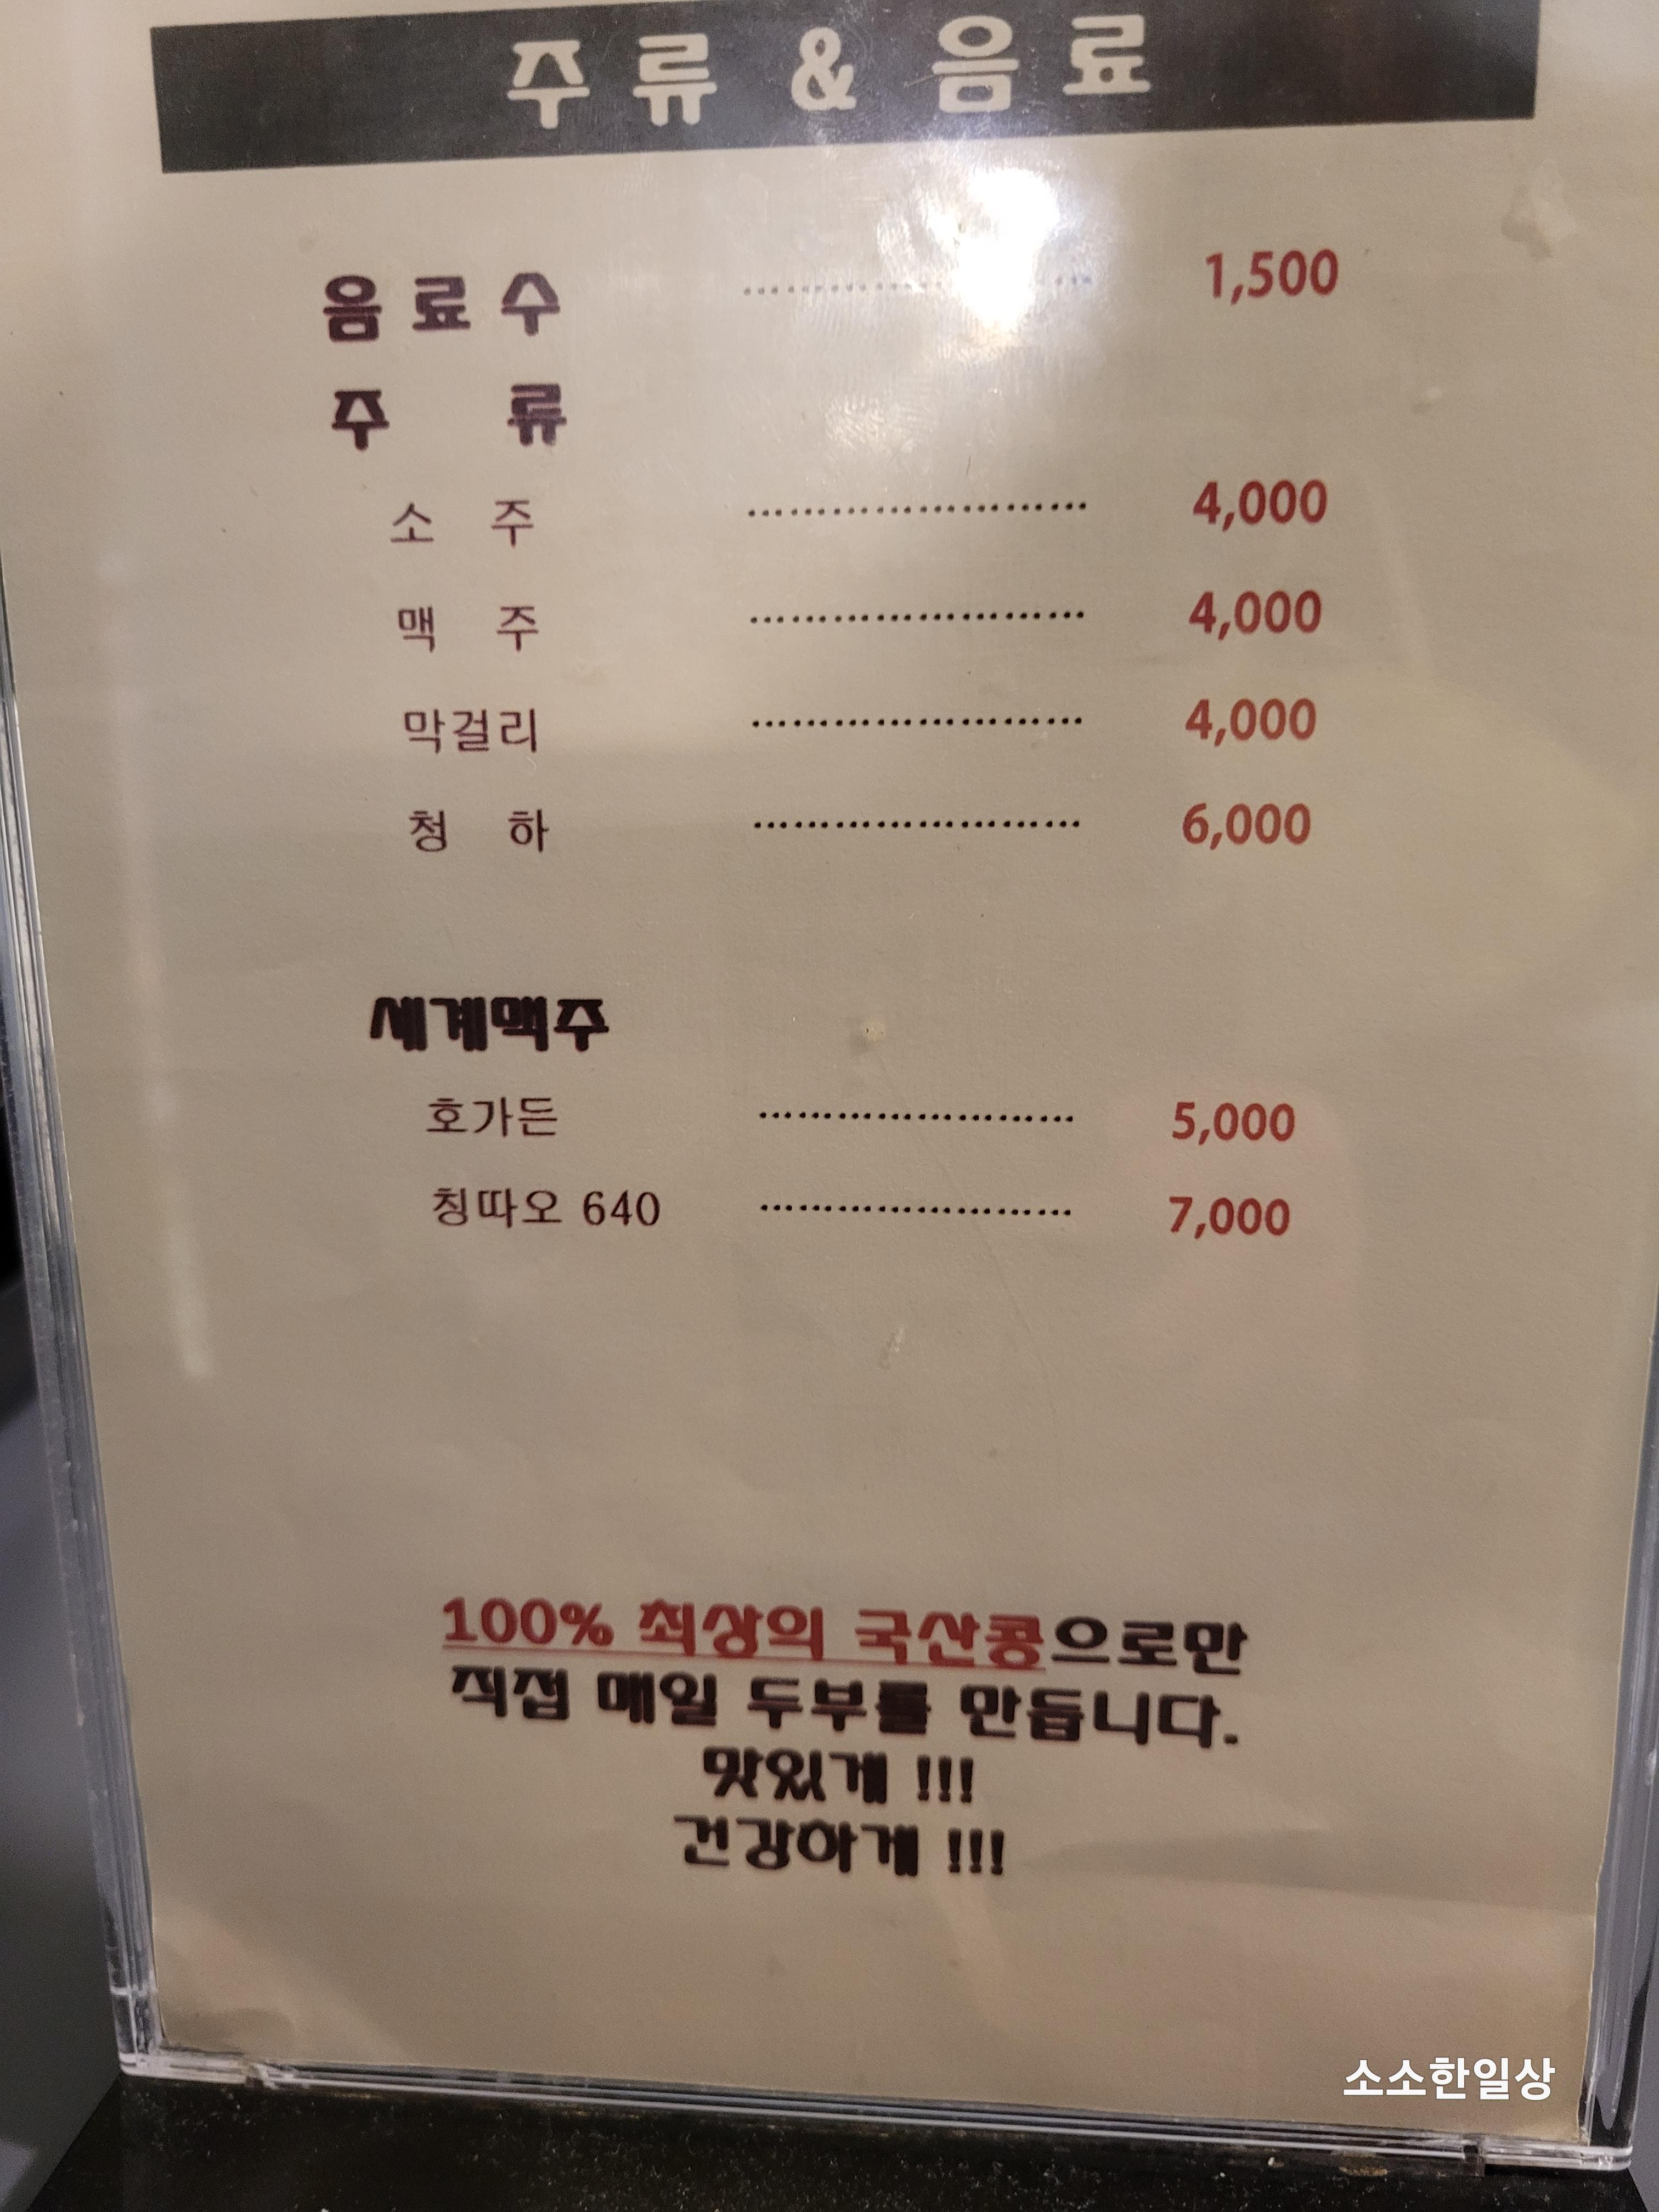 주류 & 음료
음료수 ........................ 1,500
주 류
소 주 ........................ 4,000
맥 주 ........................ 4,000
막걸리 ........................ 4,000
청 하 ........................ 6,000
세계맥주
호가든 ........................ 5,000
칭따오 640 ........................ 7,000
100% 최상의 국산콩으로만
직접 매일 두부를 만듭니다.
맛있게 !!!
건강하게 !!!
소소한일상